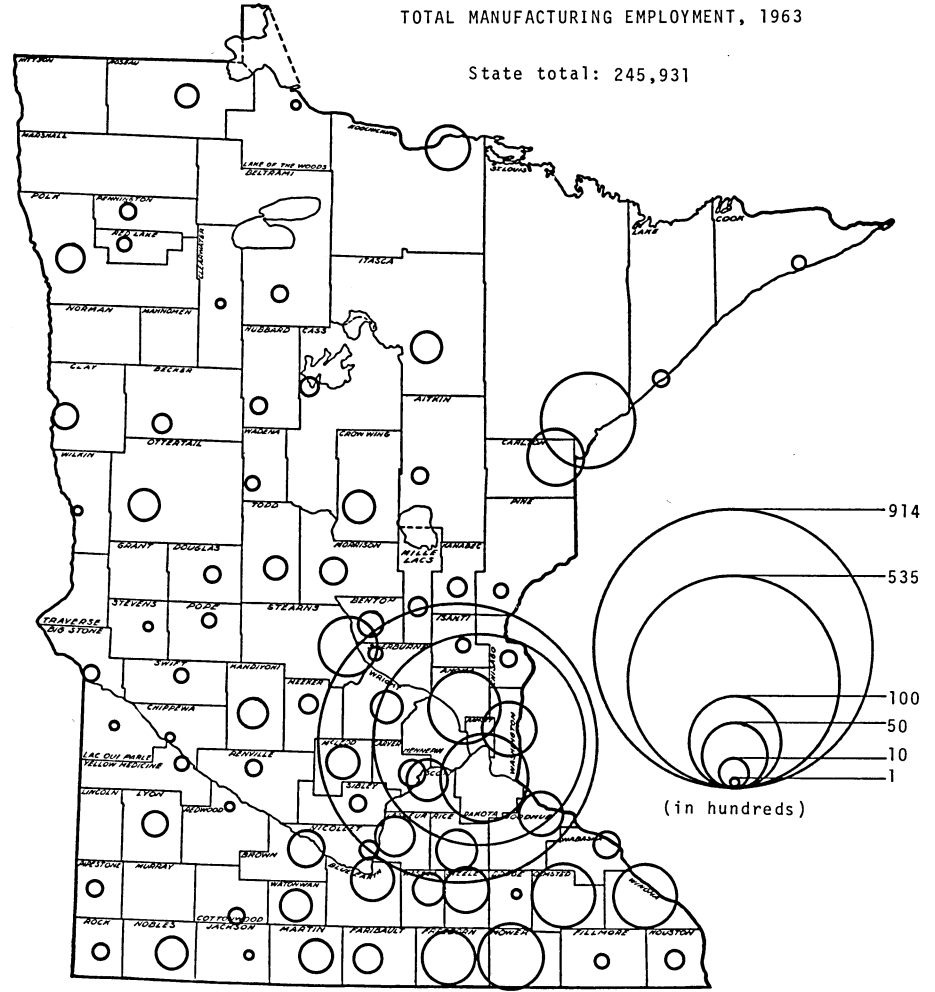 TOTAL MANUFACTURING EMPLOYMENT, 1963
State total: 245,931
KITTSON
ROSEAU
MARSHALL
LAKE OF THE WOODS
BELTRAMI
KOOCHICHING
ST. LOUIS
LAKE
COOK
POLK
PENNINGTON
RED LAKE
CLEARWATER
ITASCA
NORMAN
MAHNOMEN
HUBBARD
CASS
CLAY
BECKER
AITKIN
WILKIN
OTTERTAIL
WADENA
CROW WING
CARLTON
PINE
TODD
GRANT
DOUGLAS
MORRISON
MILLE
LACS
KANABEC
STEVENS
POPE
STEARNS
BENTON
ISANTI
TRAVERSE
BIG STONE
SHERBURNE
CHISAGO
SWIFT
KANDIYOHI
MEEKER
WRIGHT
ANOKA
RAMSEY
WASHINGTON
CHIPPEWA
LAC QUI PARLE
YELLOW MEDICINE
RENVILLE
MCLEOD
CARVER
HENNEPIN
SCOTT
SIBLEY
LINCOLN
LYON
REDWOOD
NICOLLET
LE SUEUR
RICE
DAKOTA
GOODHUE
WABASHA
BROWN
BLUE EARTH
PIPESTONE
MURRAY
COTTONWOOD
WATONWAN
WASECA
STEELE
DODGE
OLMSTED
WINONA
ROCK
NOBLES
JACKSON
MARTIN
FARIBAULT
FREEBORN
MOWER
FILLMORE
HOUSTON
914
535
100
50
10
1
(in hundreds)